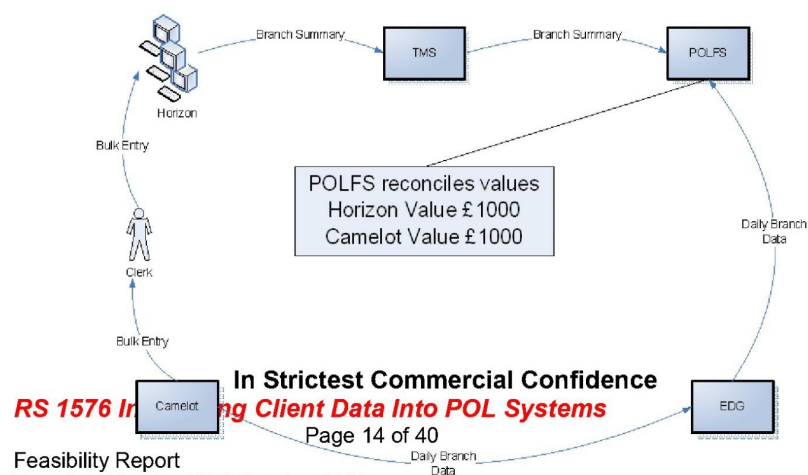 Branch Summary
TMS
Branch Summary
POLFS
Horizon
Bulk Entry
POLFS reconciles values
Horizon Value £1000
Camelot Value £1000
Daily Branch
Data
Clerk
Bulk Entry
In Strictest Commercial Confidence
RS 1576 In
ng Client Data Into POL Systems
Camelot
EDG
Page 14 of 40
Feasibility Report
Daily Branch
Data